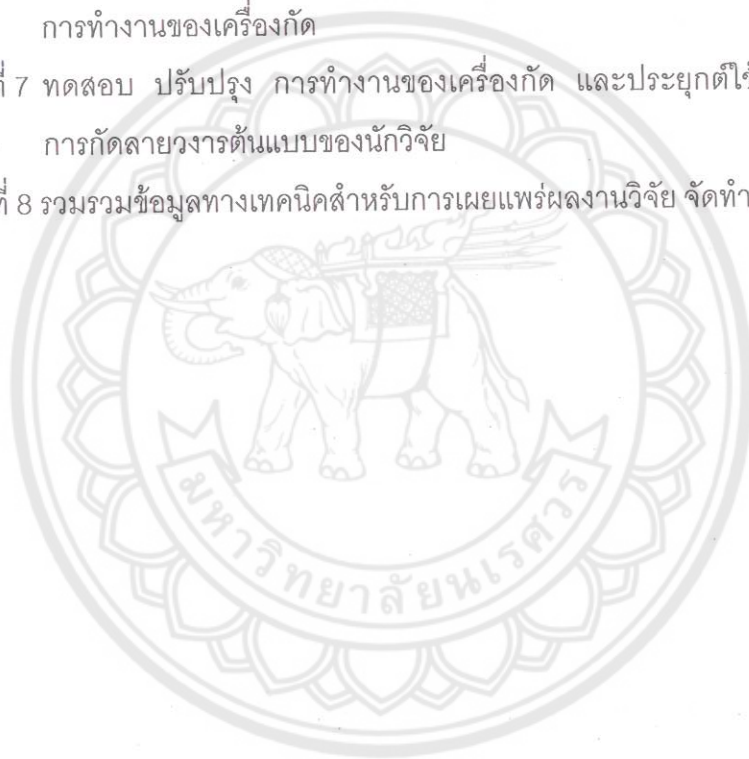 การทำงานของเครื่องกัด
ที่ 7 ทดสอบ ปรับปรุง การทำงานของเครื่องกัด และประยุกต์ใช้
การกัดลายวงารต้นแบบของนักวิจัย
ที่ 8 รวมรวมข้อมูลทางเทคนิคสำหรับการเผยแพร่ผลงานวิจัย จัดทำ
มหาวิทยาลัยนเรศวร